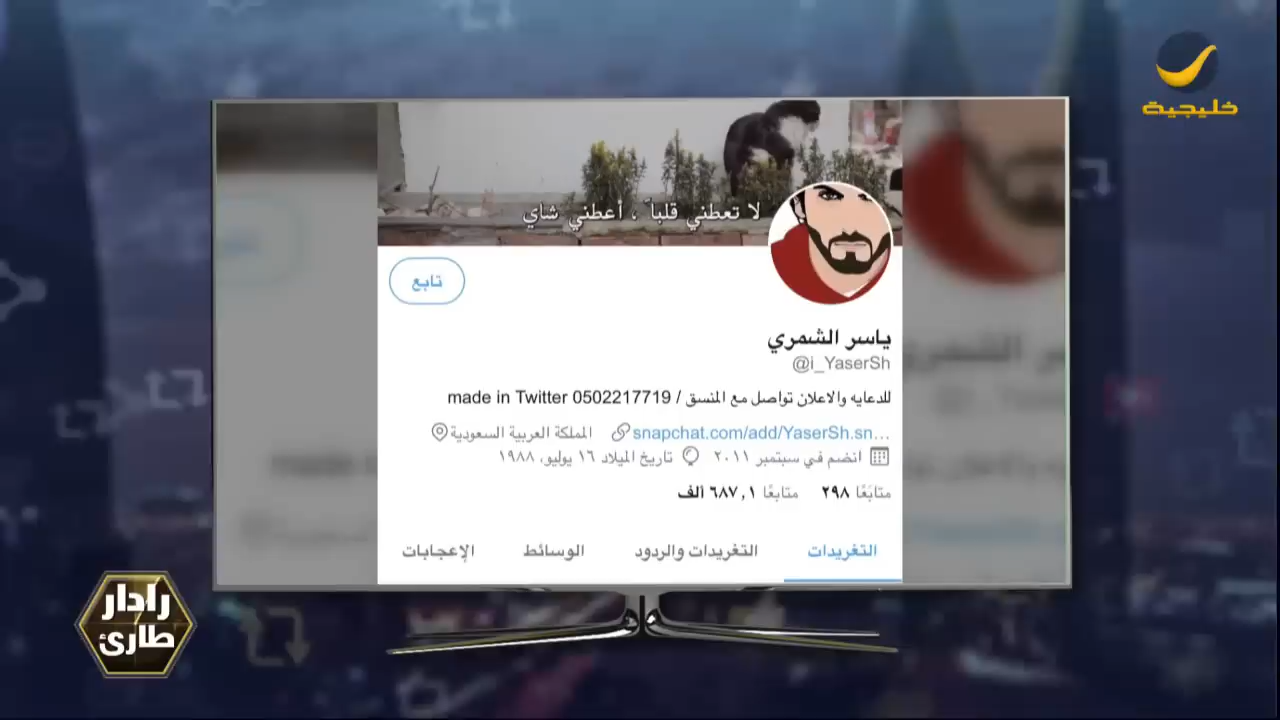 خليجية
لا تعطني قلباً ، أعطني شاي
تابع
ياسر الشمري
@i_YaserSh
للدعايه والاعلان تواصل مع المنسق / made in Twitter 0502217719
snapchat.com/add/YaserSh.sn… المملكة العربية السعودية
انضم في سبتمبر ٢٠١١ تاريخ الميلاد ١٦ يوليو، ١٩٨٨
٢٩٨ متابَعًا ٦٨٧٫١ ألف متابعًا
التغريدات التغريدات والردود الوسائط الإعجابات
رادار
طارئ